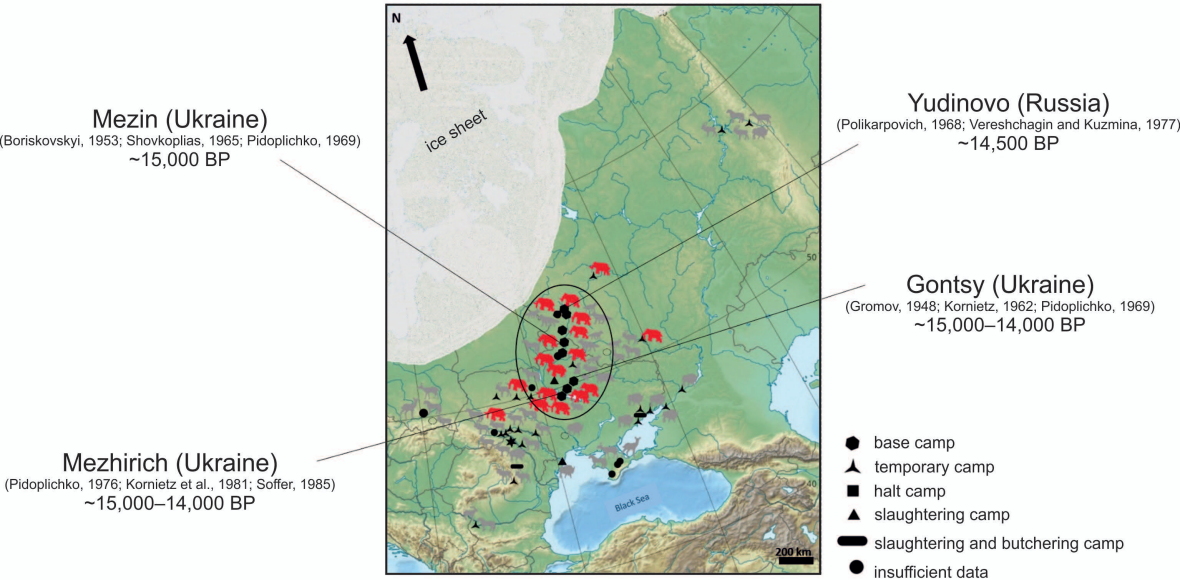 N
ice sheet
Mezin (Ukraine)
(Boriskovskyi, 1953; Shovkoplias, 1965; Pidoplichko, 1969)
~15,000 BP
Yudinovo (Russia)
(Polikarpovich, 1968; Vereshchagin and Kuzmina, 1977)
~14,500 BP
50
Gontsy (Ukraine)
(Gromov, 1948; Kornietz, 1962; Pidoplichko, 1969)
~15,000–14,000 BP
Mezhirich (Ukraine)
(Pidoplichko, 1976; Kornietz et al., 1981; Soffer, 1985)
~15,000–14,000 BP
Black Sea
40
200 km
base camp
temporary camp
halt camp
slaughtering camp
slaughtering and butchering camp
insufficient data